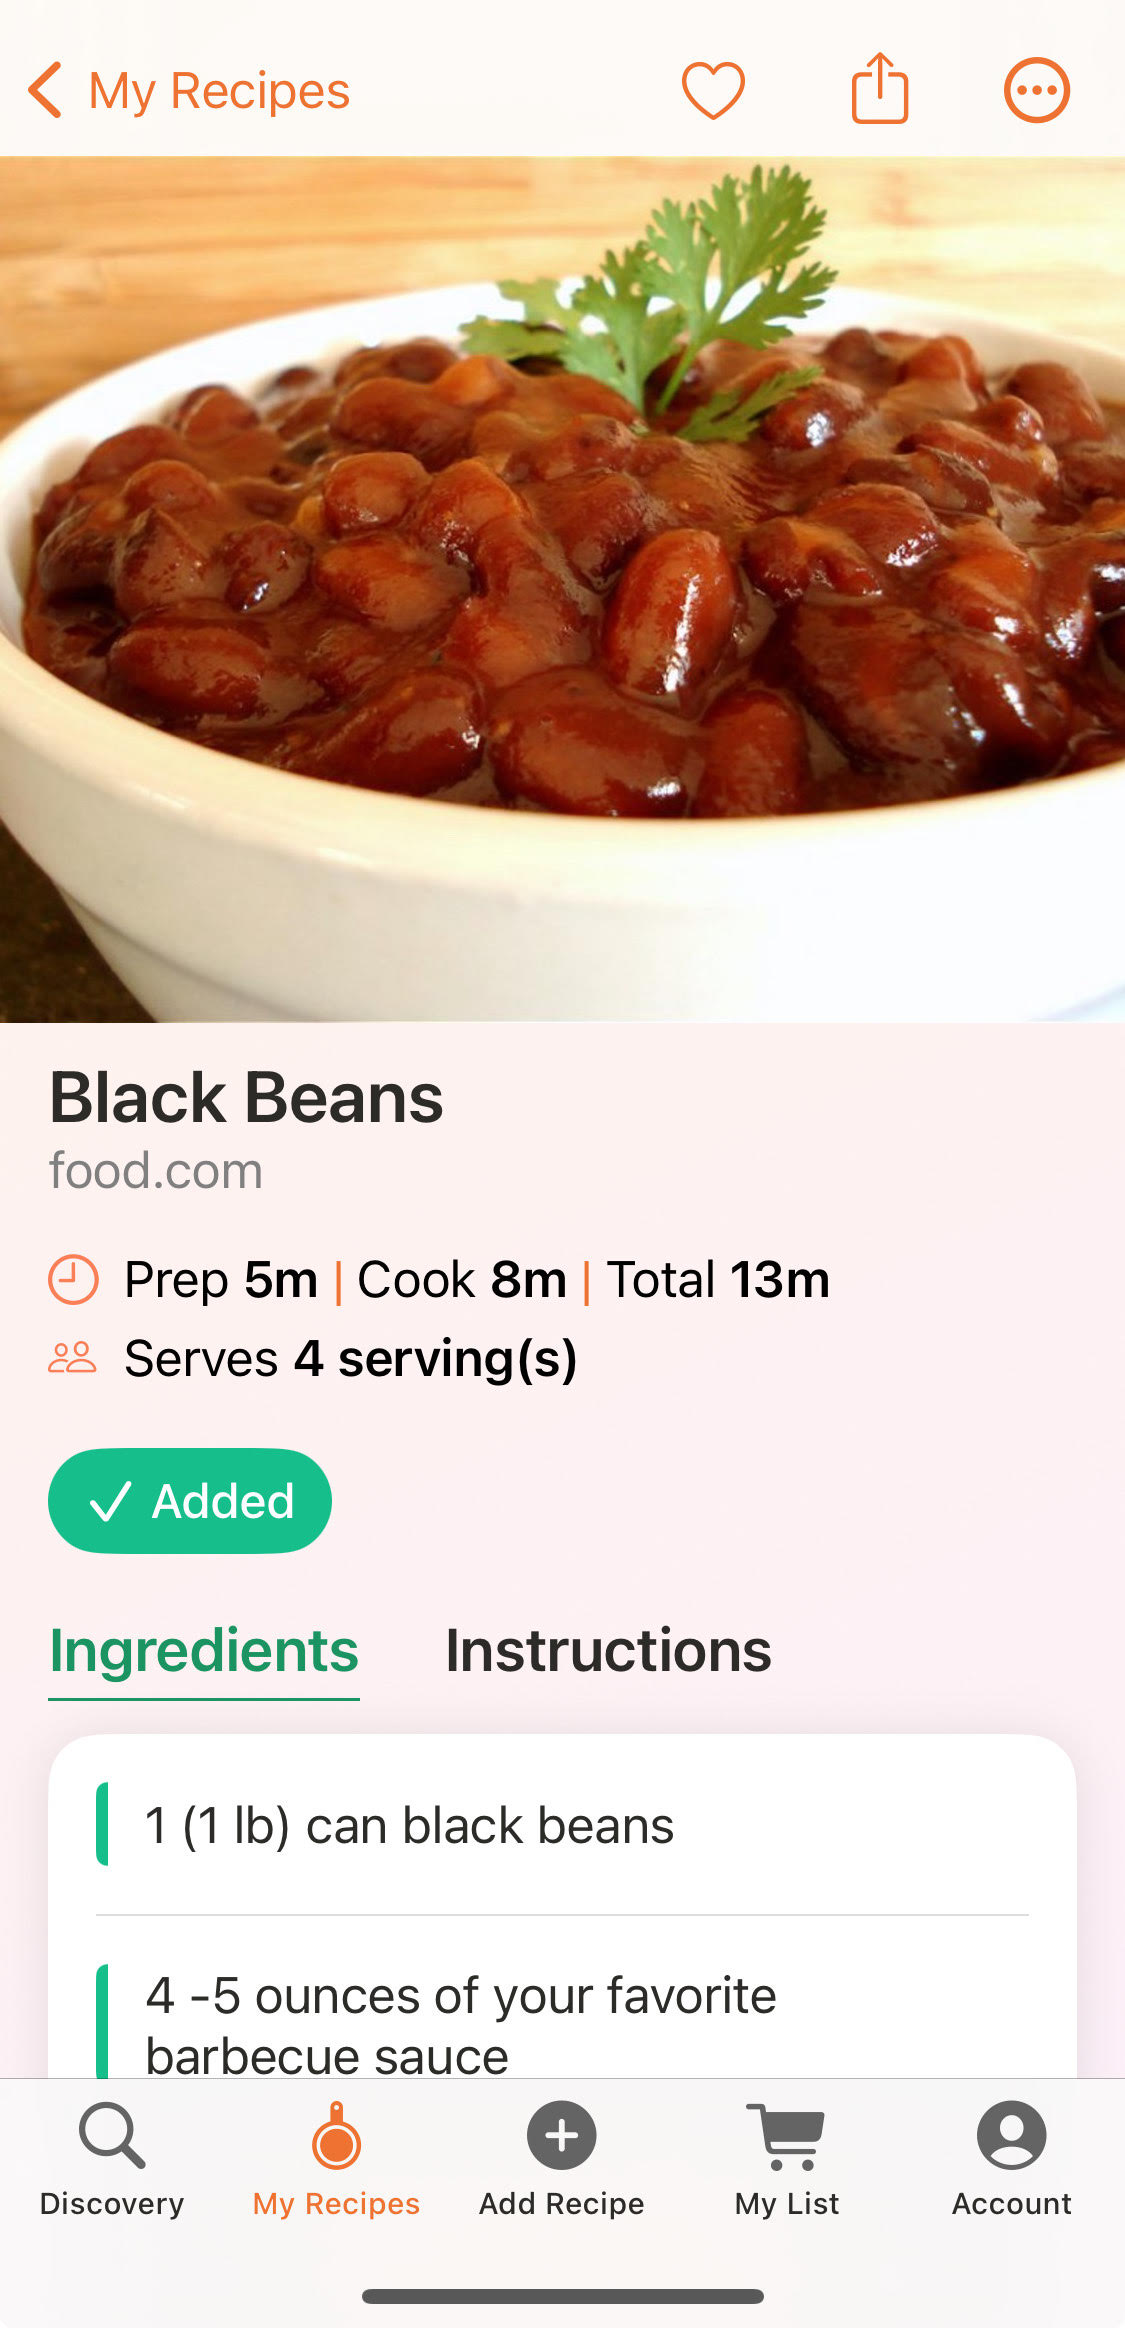 My Recipes
Black Beans
food.com
Prep 5m | Cook 8m | Total 13m
Serves 4 serving(s)
Added
Ingredients Instructions
1 (1 lb) can black beans
4 -5 ounces of your favorite
barbecue sauce
Discovery My Recipes Add Recipe My List Account